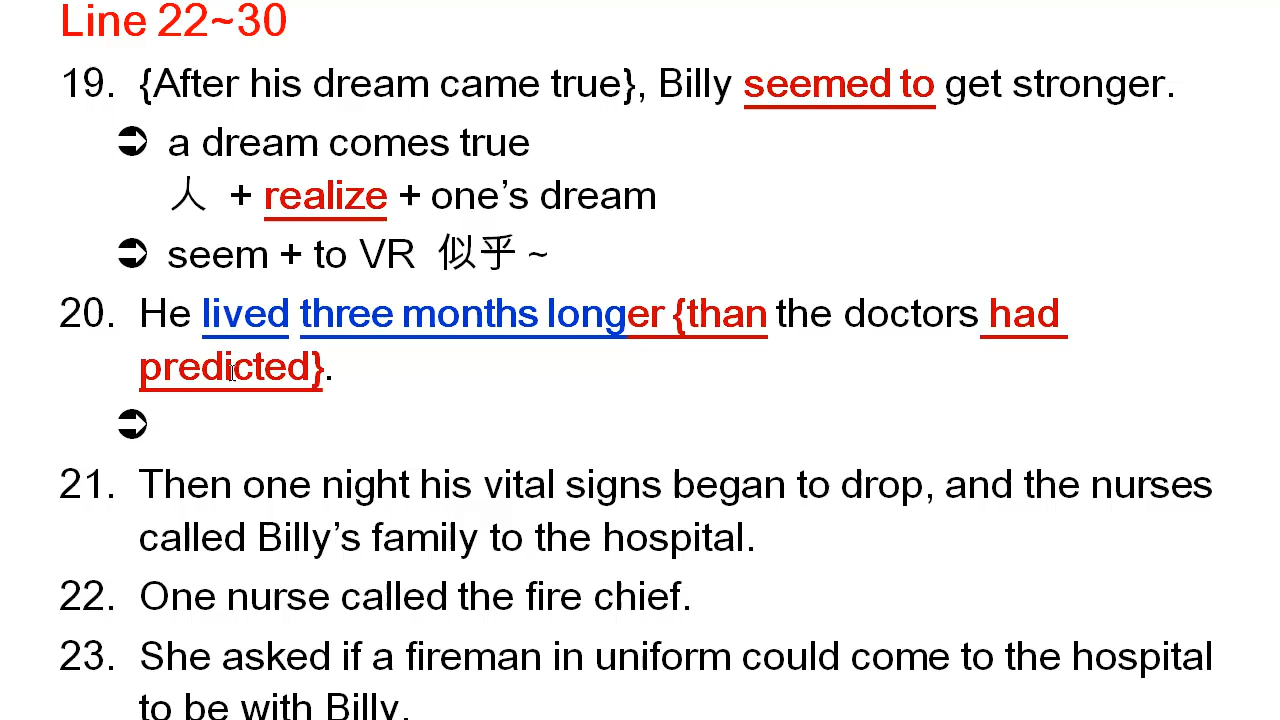 Line 22~30
19. {After his dream came true}, Billy seemed to get stronger.
➲ a dream comes true
人 + realize + one’s dream
➲ seem + to VR 似乎 ~
20. He lived three months longer {than the doctors had
predicted}.
➲
21. Then one night his vital signs began to drop, and the nurses
called Billy’s family to the hospital.
22. One nurse called the fire chief.
23. She asked if a fireman in uniform could come to the hospital
to be with Billy.